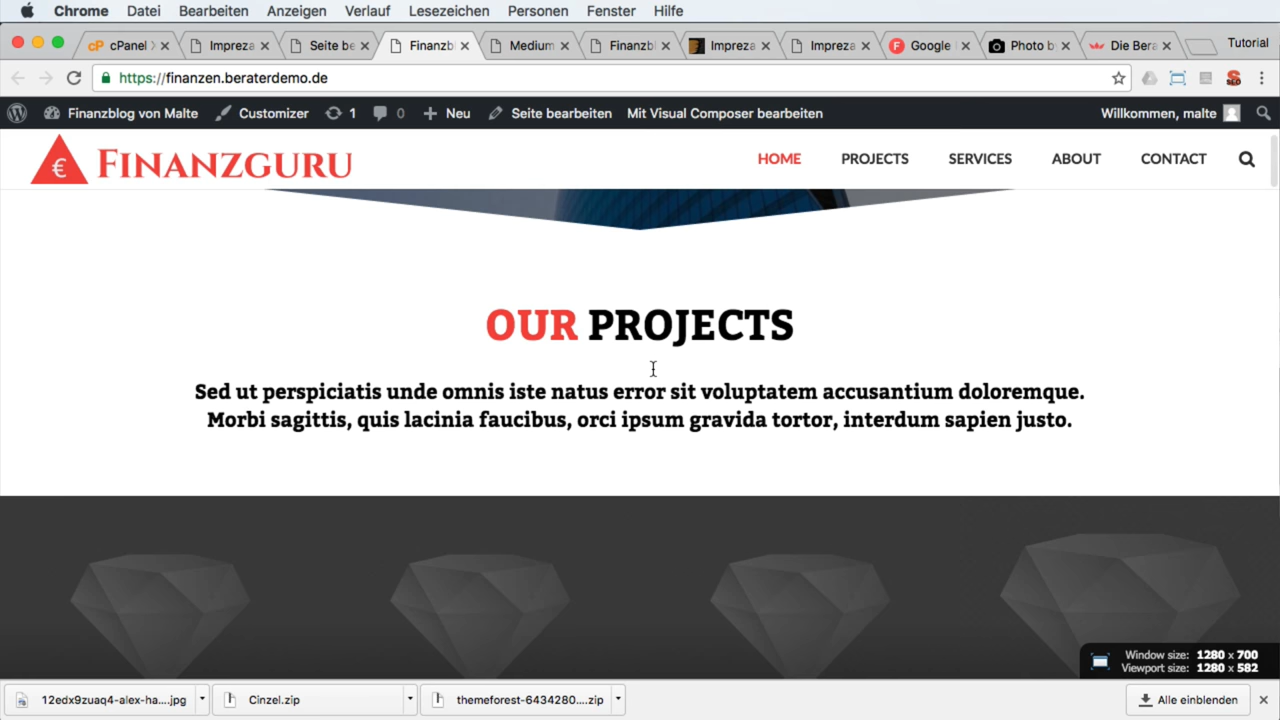 Chrome Datei Bearbeiten Anzeigen Verlauf Lesezeichen Personen Fenster Hilfe
cPanel Impreza Seite be Finanzbl Medium Finanzbl Impreza Impreza Google Photo b Die Bera Tutorial
https://finanzen.beraterdemo.de
Finanzblog von Malte Customizer 1 0 Neu Seite bearbeiten Mit Visual Composer bearbeiten Willkommen, malte
€ FINANZGURU HOME PROJECTS SERVICES ABOUT CONTACT
OUR PROJECTS
Sed ut perspiciatis unde omnis iste natus error sit voluptatem accusantium doloremque.
Morbi sagittis, quis lacinia faucibus, orci ipsum gravida tortor, interdum sapien justo.
Window size: 1280 x 700
Viewport size: 1280 x 582
12edx9zuaq4-alex-ha....jpg Cinzel.zip themeforest-6434280....zip Alle einblenden